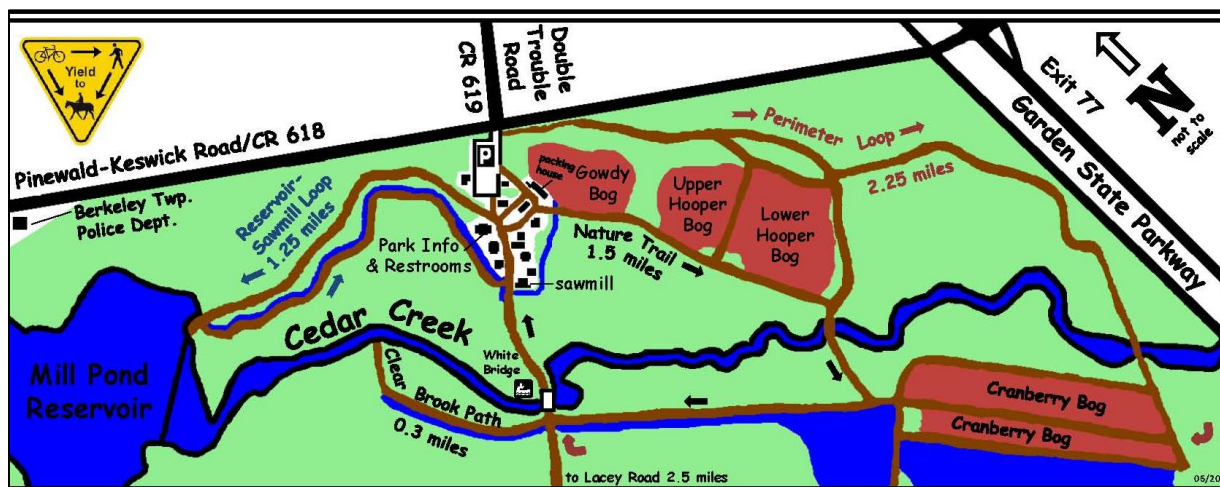 Yield
to
Pinewald-Keswick Road/CR 618
CR 619
Double
Trouble
Road
Exit 77
Garden State Parkway
N
not to
scale
Berkeley Twp.
Police Dept.
P
packing
house
Gowdy
Bog
Perimeter Loop
2.25 miles
Upper
Hooper
Bog
Lower
Hooper
Bog
Reservoir-
Sawmill Loop
1.25 miles
Park Info
& Restrooms
Nature Trail
1.5 miles
sawmill
Cedar Creek
Mill Pond
Reservoir
White
Bridge
Clear
Brook Path
0.3 miles
Cranberry Bog
Cranberry Bog
to Lacey Road 2.5 miles